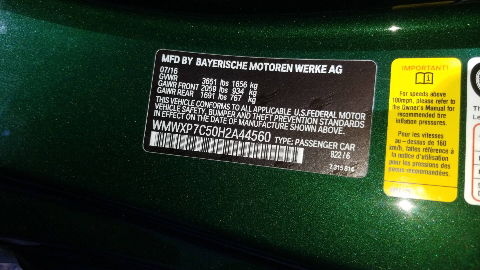 MFD BY BAYERISCHE MOTOREN WERKE AG
07/16
GVWR 3651 lbs 1656 kg
GAWR FRONT 2059 lbs 934 kg
GAWR REAR 1691 lbs 767 kg
THIS VEHICLE CONFORMS TO ALL APPLICABLE U.S.FEDERAL MOTOR
VEHICLE SAFETY, BUMPER AND THEFT PREVENTION STANDARDS
IN EFFECT ON THE DATE OF MANUFACTURE SHOWN ABOVE.
WMWXP7C50H2A44560 TYPE: PASSENGER CAR
IMPORTANT!
For speeds above
100mph, please refer to
the Owner's Manual for
recommended tire
inflation pressures.
Pour les vitesses
au-dessus de 160
km/h, faites référence à
la notice d'utilisation
pour les pressions des
pneus recommandées.